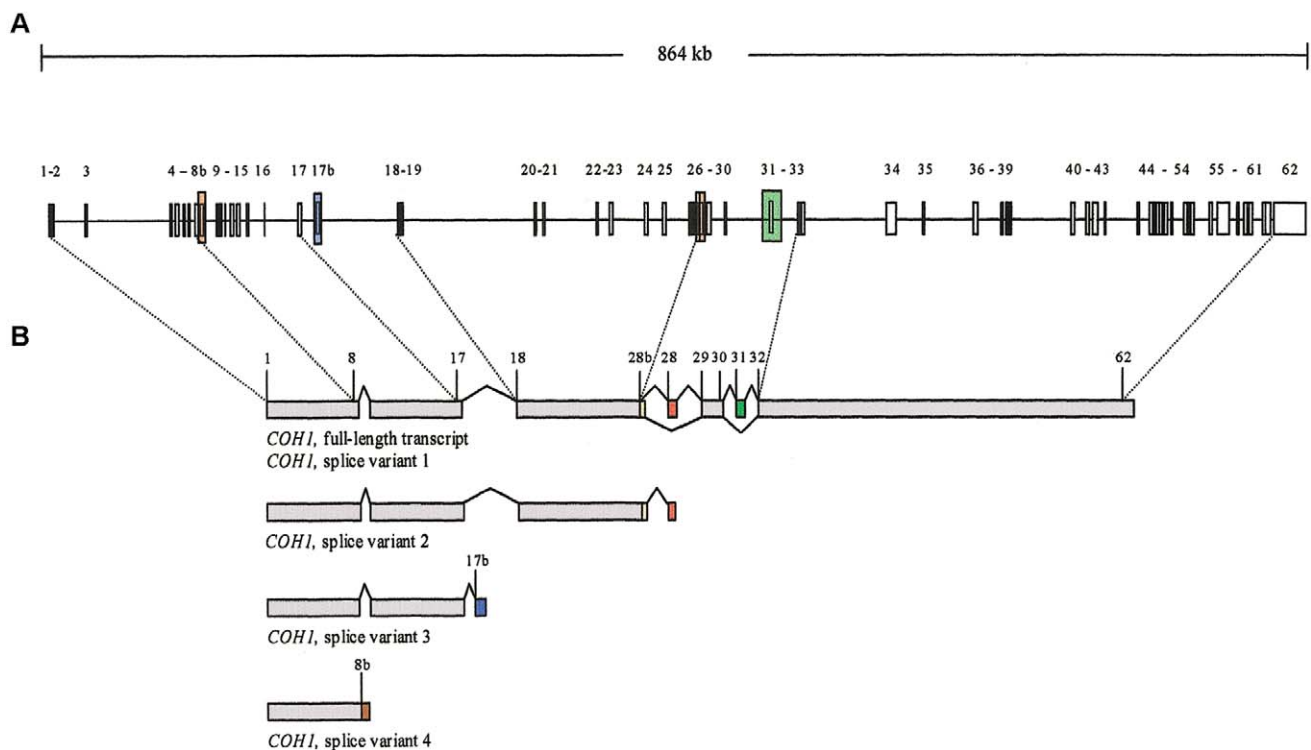 A
864 kb
1-2 3 4 - 8b 9 - 15 16 17 17b 18-19 20-21 22-23 24 25 26 - 30 31 - 33 34 35 36 - 39 40 - 43 44 - 54 55 - 61 62
B
1 8 17 18 28b 28 29 30 31 32 62
COH1, full-length transcript
COH1, splice variant 1
COH1, splice variant 2
17b
COH1, splice variant 3
8b
COH1, splice variant 4